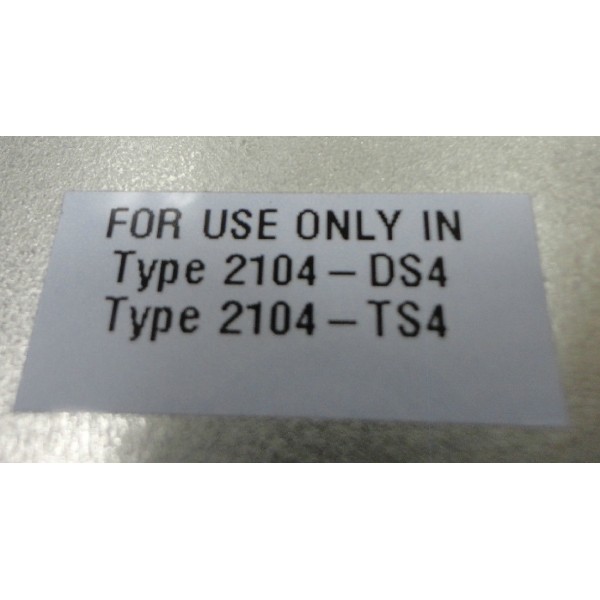 FOR USE ONLY IN
Type 2104 – DS4
Type 2104 – TS4